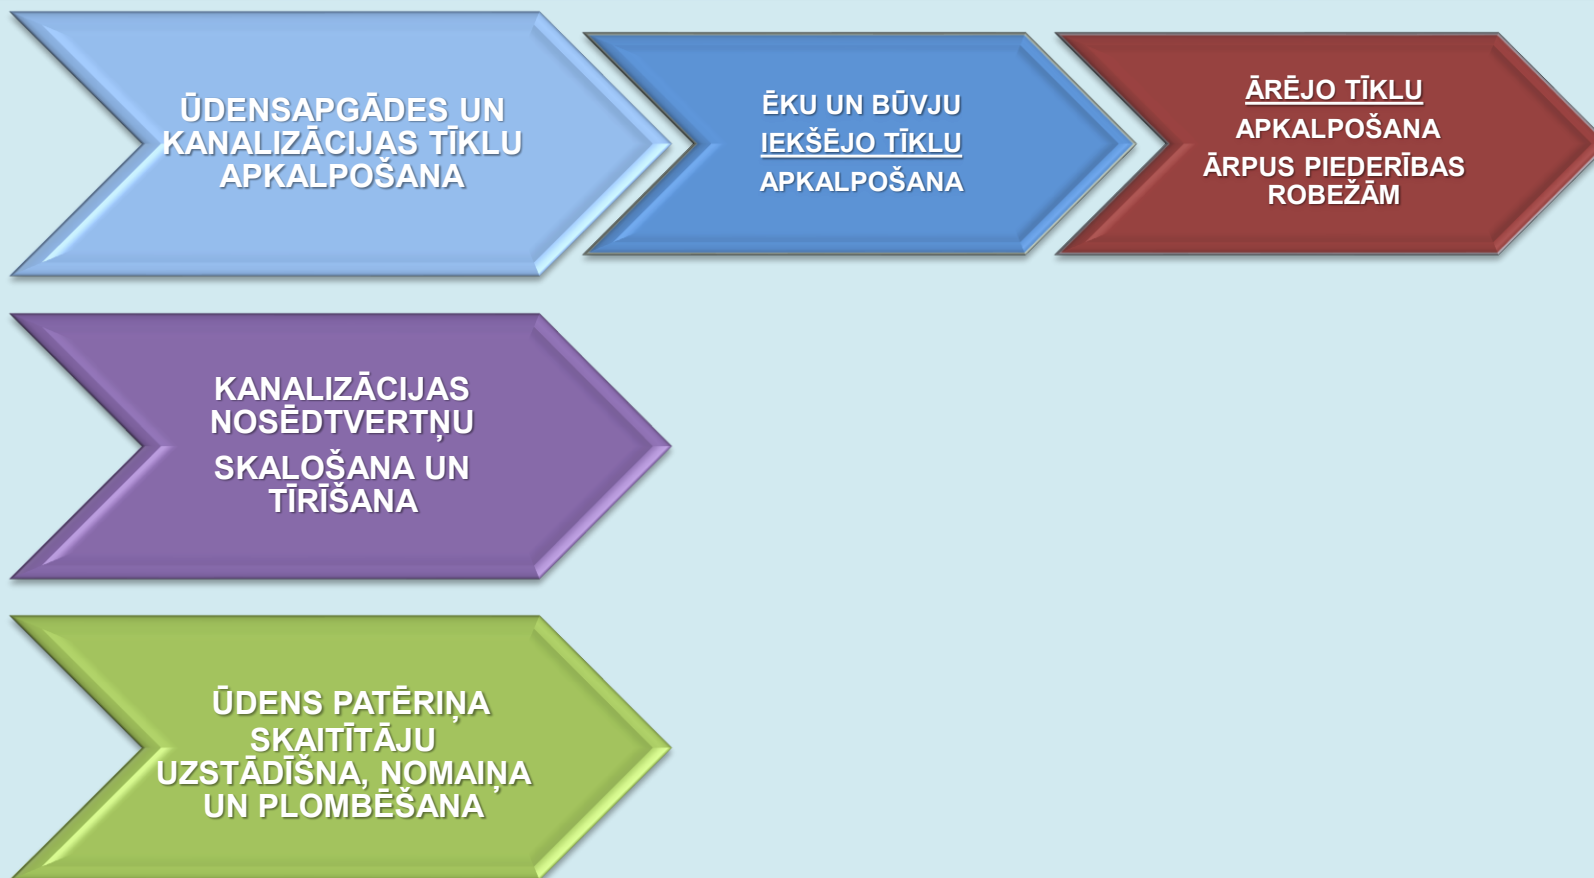 ŪDENSAPGĀDES UN
KANALIZĀCIJAS TĪKLU
APKALPOŠANA
ĒKU UN BŪVJU
IEKŠĒJO TĪKLU
APKALPOŠANA
ĀRĒJO TĪKLU
APKALPOŠANA
ĀRPUS PIEDERĪBAS
ROBEŽĀM
KANALIZĀCIJAS
NOSĒDTVERTŅU
SKALOŠANA UN
TĪRĪŠANA
ŪDENS PATĒRIŅA
SKAITĪTĀJU
UZSTĀDĪŠNA, NOMAIŅA
UN PLOMBĒŠANA